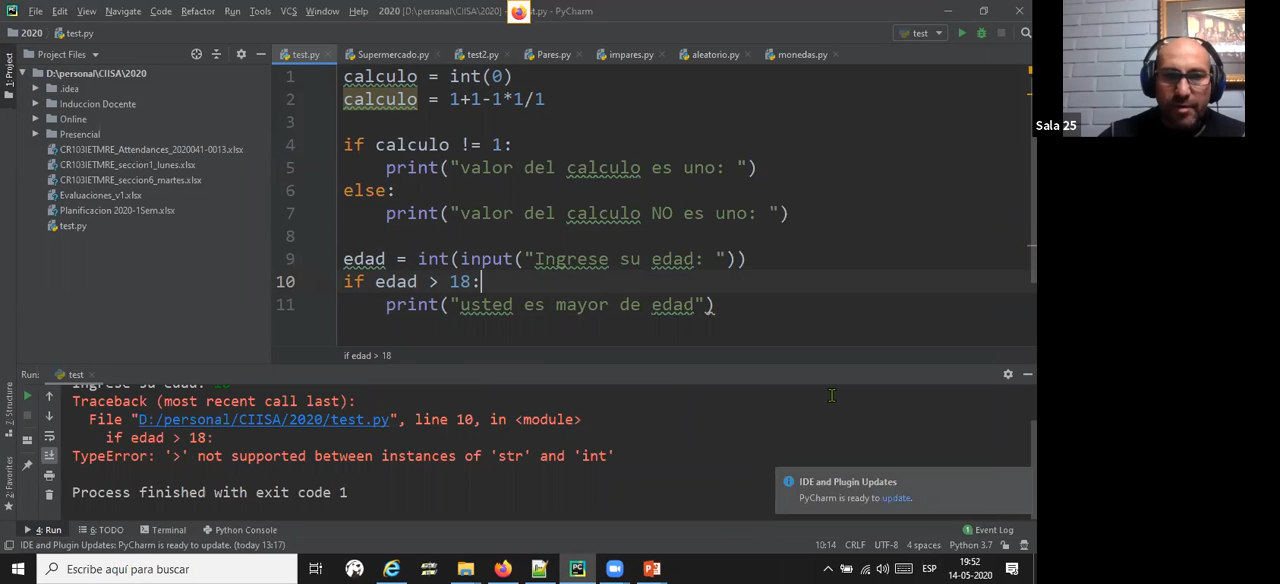 File Edit View Navigate Code Refactor Run Tools VCS Window Help 2020 [D:\personal\CIISA\2020] st.py - PyCharm
2020 test.py
test
Project Files
test.py Supermercado.py test2.py Pares.py impares.py aleatorio.py monedas.py
1: Project
D:\personal\CIISA\2020
.idea
Induccion Docente
Online
Presencial
CR103IETMRE_Attendances_2020041-0013.xlsx
CR103IETMRE_seccion1_lunes.xlsx
CR103IETMRE_seccion6_martes.xlsx
Evaluaciones_v1.xlsx
Planificacion 2020-1Sem.xlsx
test.py
1 calculo = int(0)
2 calculo = 1+1-1*1/1
3
4 if calculo != 1:
5 print("valor del calculo es uno: ")
6 else:
7 print("valor del calculo NO es uno: ")
8
9 edad = int(input("Ingrese su edad: "))
10 if edad > 18:
11 print("usted es mayor de edad")
if edad > 18
Sala 25
Run: test
Ingrese su edad:
Traceback (most recent call last):
File "D:/personal/CIISA/2020/test.py", line 10, in <module>
if edad > 18:
TypeError: '>' not supported between instances of 'str' and 'int'
Process finished with exit code 1
7: Structure
2: Favorites
IDE and Plugin Updates
PyCharm is ready to update.
4: Run 6: TODO Terminal Python Console Event Log
IDE and Plugin Updates: PyCharm is ready to update. (today 13:17) 10:14 CRLF UTF-8 4 spaces Python 3.7
Escribe aquí para buscar
ESP
19:52
14-05-2020